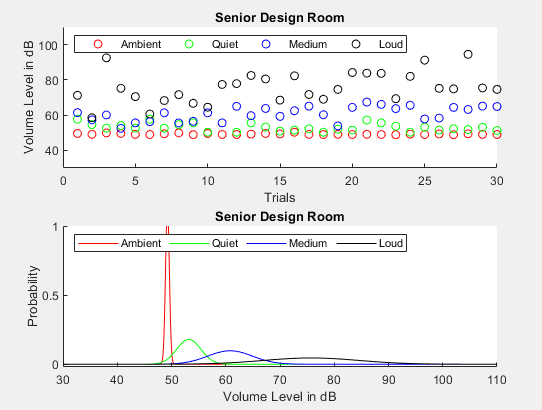 Senior Design Room
Ambient Quiet Medium Loud
Volume Level in dB
100
80
60
40
0 5 10 15 20 25 30
Trials
Senior Design Room
Ambient Quiet Medium Loud
Probability
1
0.5
0
30 40 50 60 70 80 90 100 110
Volume Level in dB